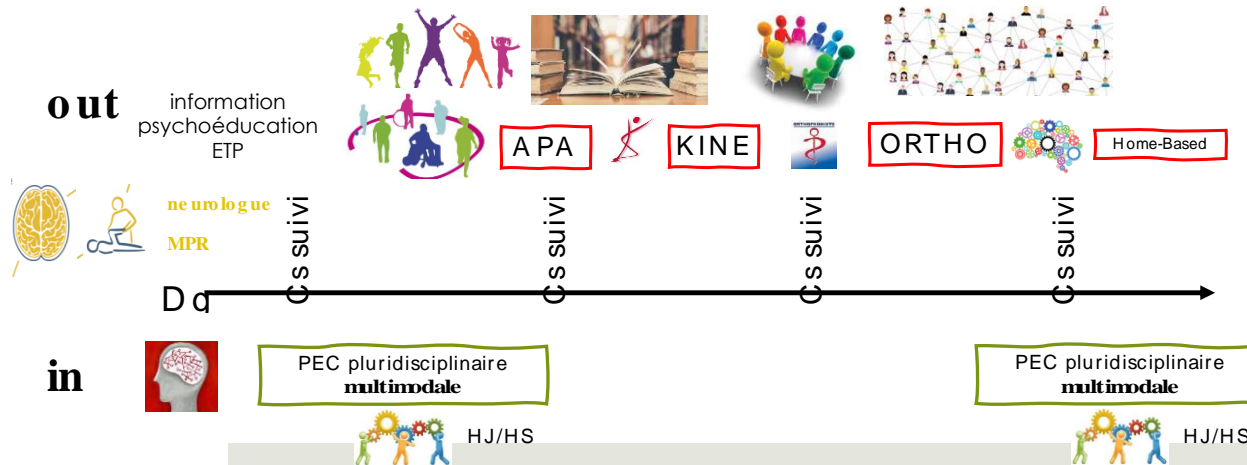 out
information
psychoéducation
ETP
APA
KINE
ORTHOPHONISTE
ORTHO
Home-Based
neurologue
MPR
Cs suivi
Cs suivi
Cs suivi
Cs suivi
Dg
in
PEC pluridisciplinaire
multimodale
HJ/HS
PEC pluridisciplinaire
multimodale
HJ/HS